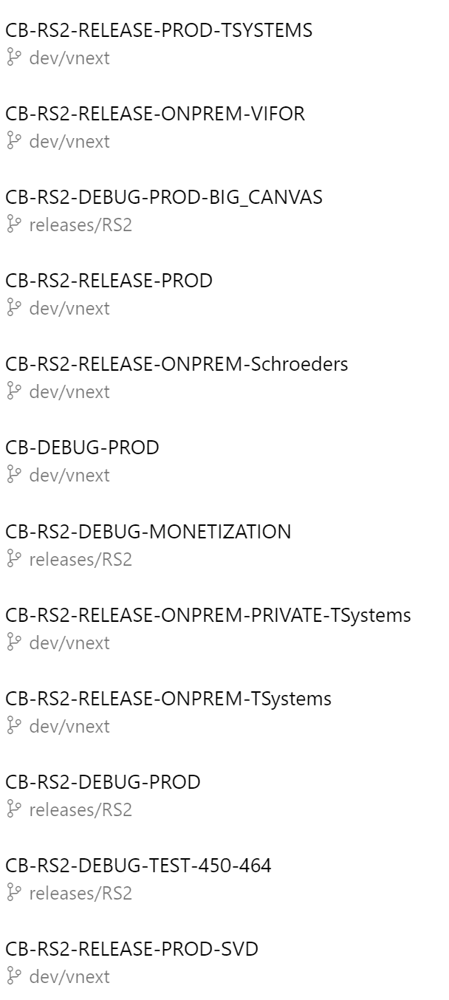 CB-RS2-RELEASE-PROD-TSYSTEMS
dev/vnext
CB-RS2-RELEASE-ONPREM-VIFOR
dev/vnext
CB-RS2-DEBUG-PROD-BIG_CANVAS
releases/RS2
CB-RS2-RELEASE-PROD
dev/vnext
CB-RS2-RELEASE-ONPREM-Schroeders
dev/vnext
CB-DEBUG-PROD
dev/vnext
CB-RS2-DEBUG-MONETIZATION
releases/RS2
CB-RS2-RELEASE-ONPREM-PRIVATE-TSystems
dev/vnext
CB-RS2-RELEASE-ONPREM-TSystems
dev/vnext
CB-RS2-DEBUG-PROD
releases/RS2
CB-RS2-DEBUG-TEST-450-464
releases/RS2
CB-RS2-RELEASE-PROD-SVD
dev/vnext